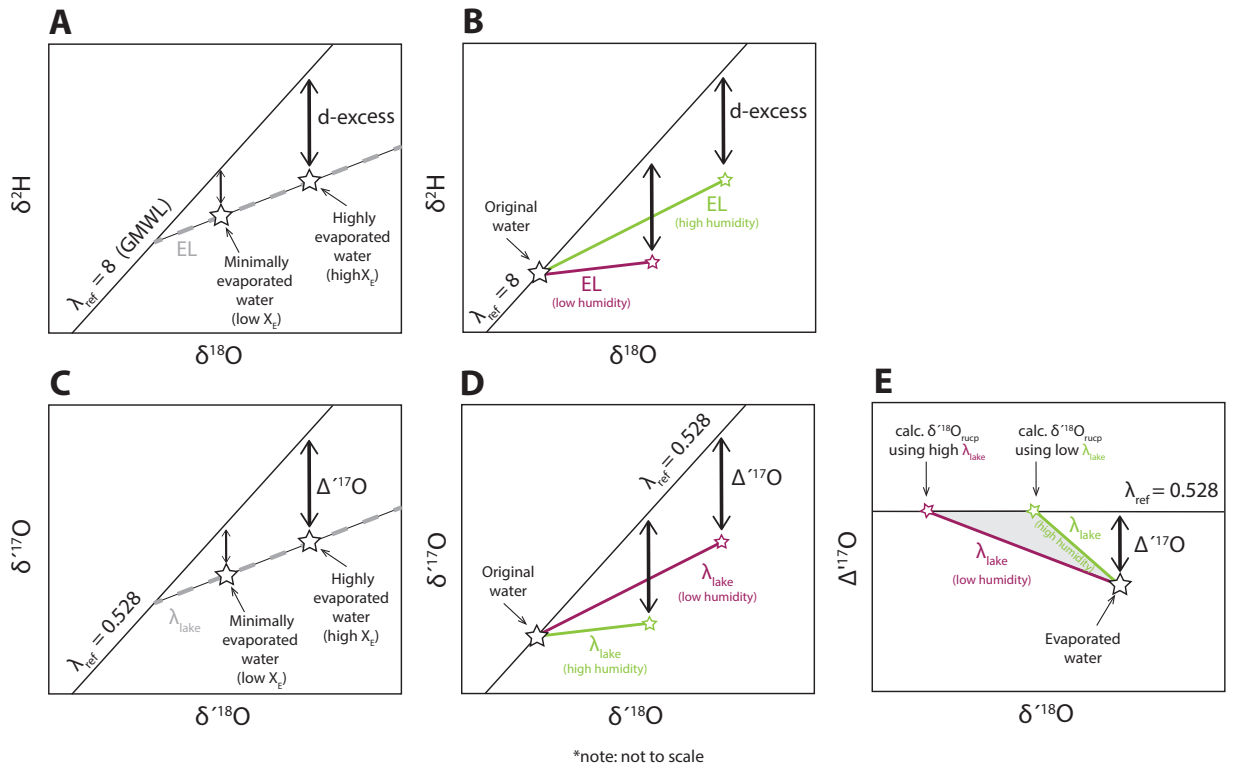 A
δ²H
d-excess
λref = 8 (GMWL)
EL
Minimally
evaporated
water
(low XE)
Highly
evaporated
water
(highXE)
δ¹⁸O
B
δ²H
d-excess
Original
water
EL
(high humidity)
EL
(low humidity)
λref = 8
δ¹⁸O
C
δ´¹⁷O
Δ´¹⁷O
λref = 0.528
λlake
Minimally
evaporated
water
(low XE)
Highly
evaporated
water
(high XE)
δ´¹⁸O
D
δ´¹⁷O
λref = 0.528
Δ´¹⁷O
Original
water
λlake
(low humidity)
λlake
(high humidity)
δ´¹⁸O
E
calc. δ´¹⁸Orucp
using high λlake
calc. δ´¹⁸Orucp
using low λlake
λref = 0.528
λlake
(high humidity)
λlake
(low humidity)
Δ´¹⁷O
Δ'¹⁷O
Evaporated
water
δ´¹⁸O
*note: not to scale